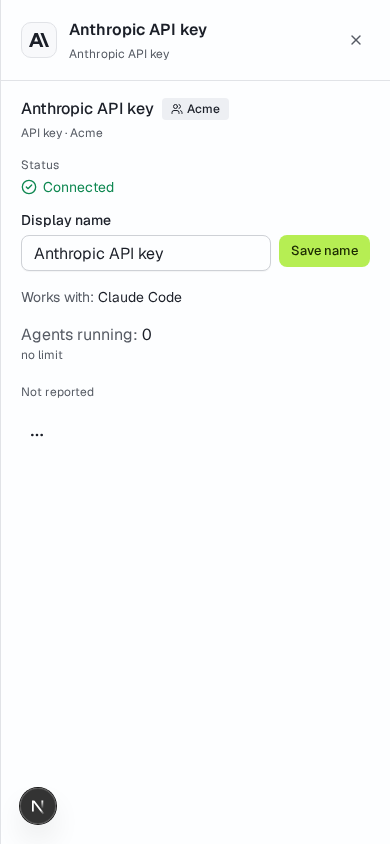 Anthropic API key
Anthropic API key
Anthropic API key Acme
API key · Acme
Status
Connected
Display name
Anthropic API key Save name
Works with: Claude Code
Agents running: 0
no limit
Not reported
...
N